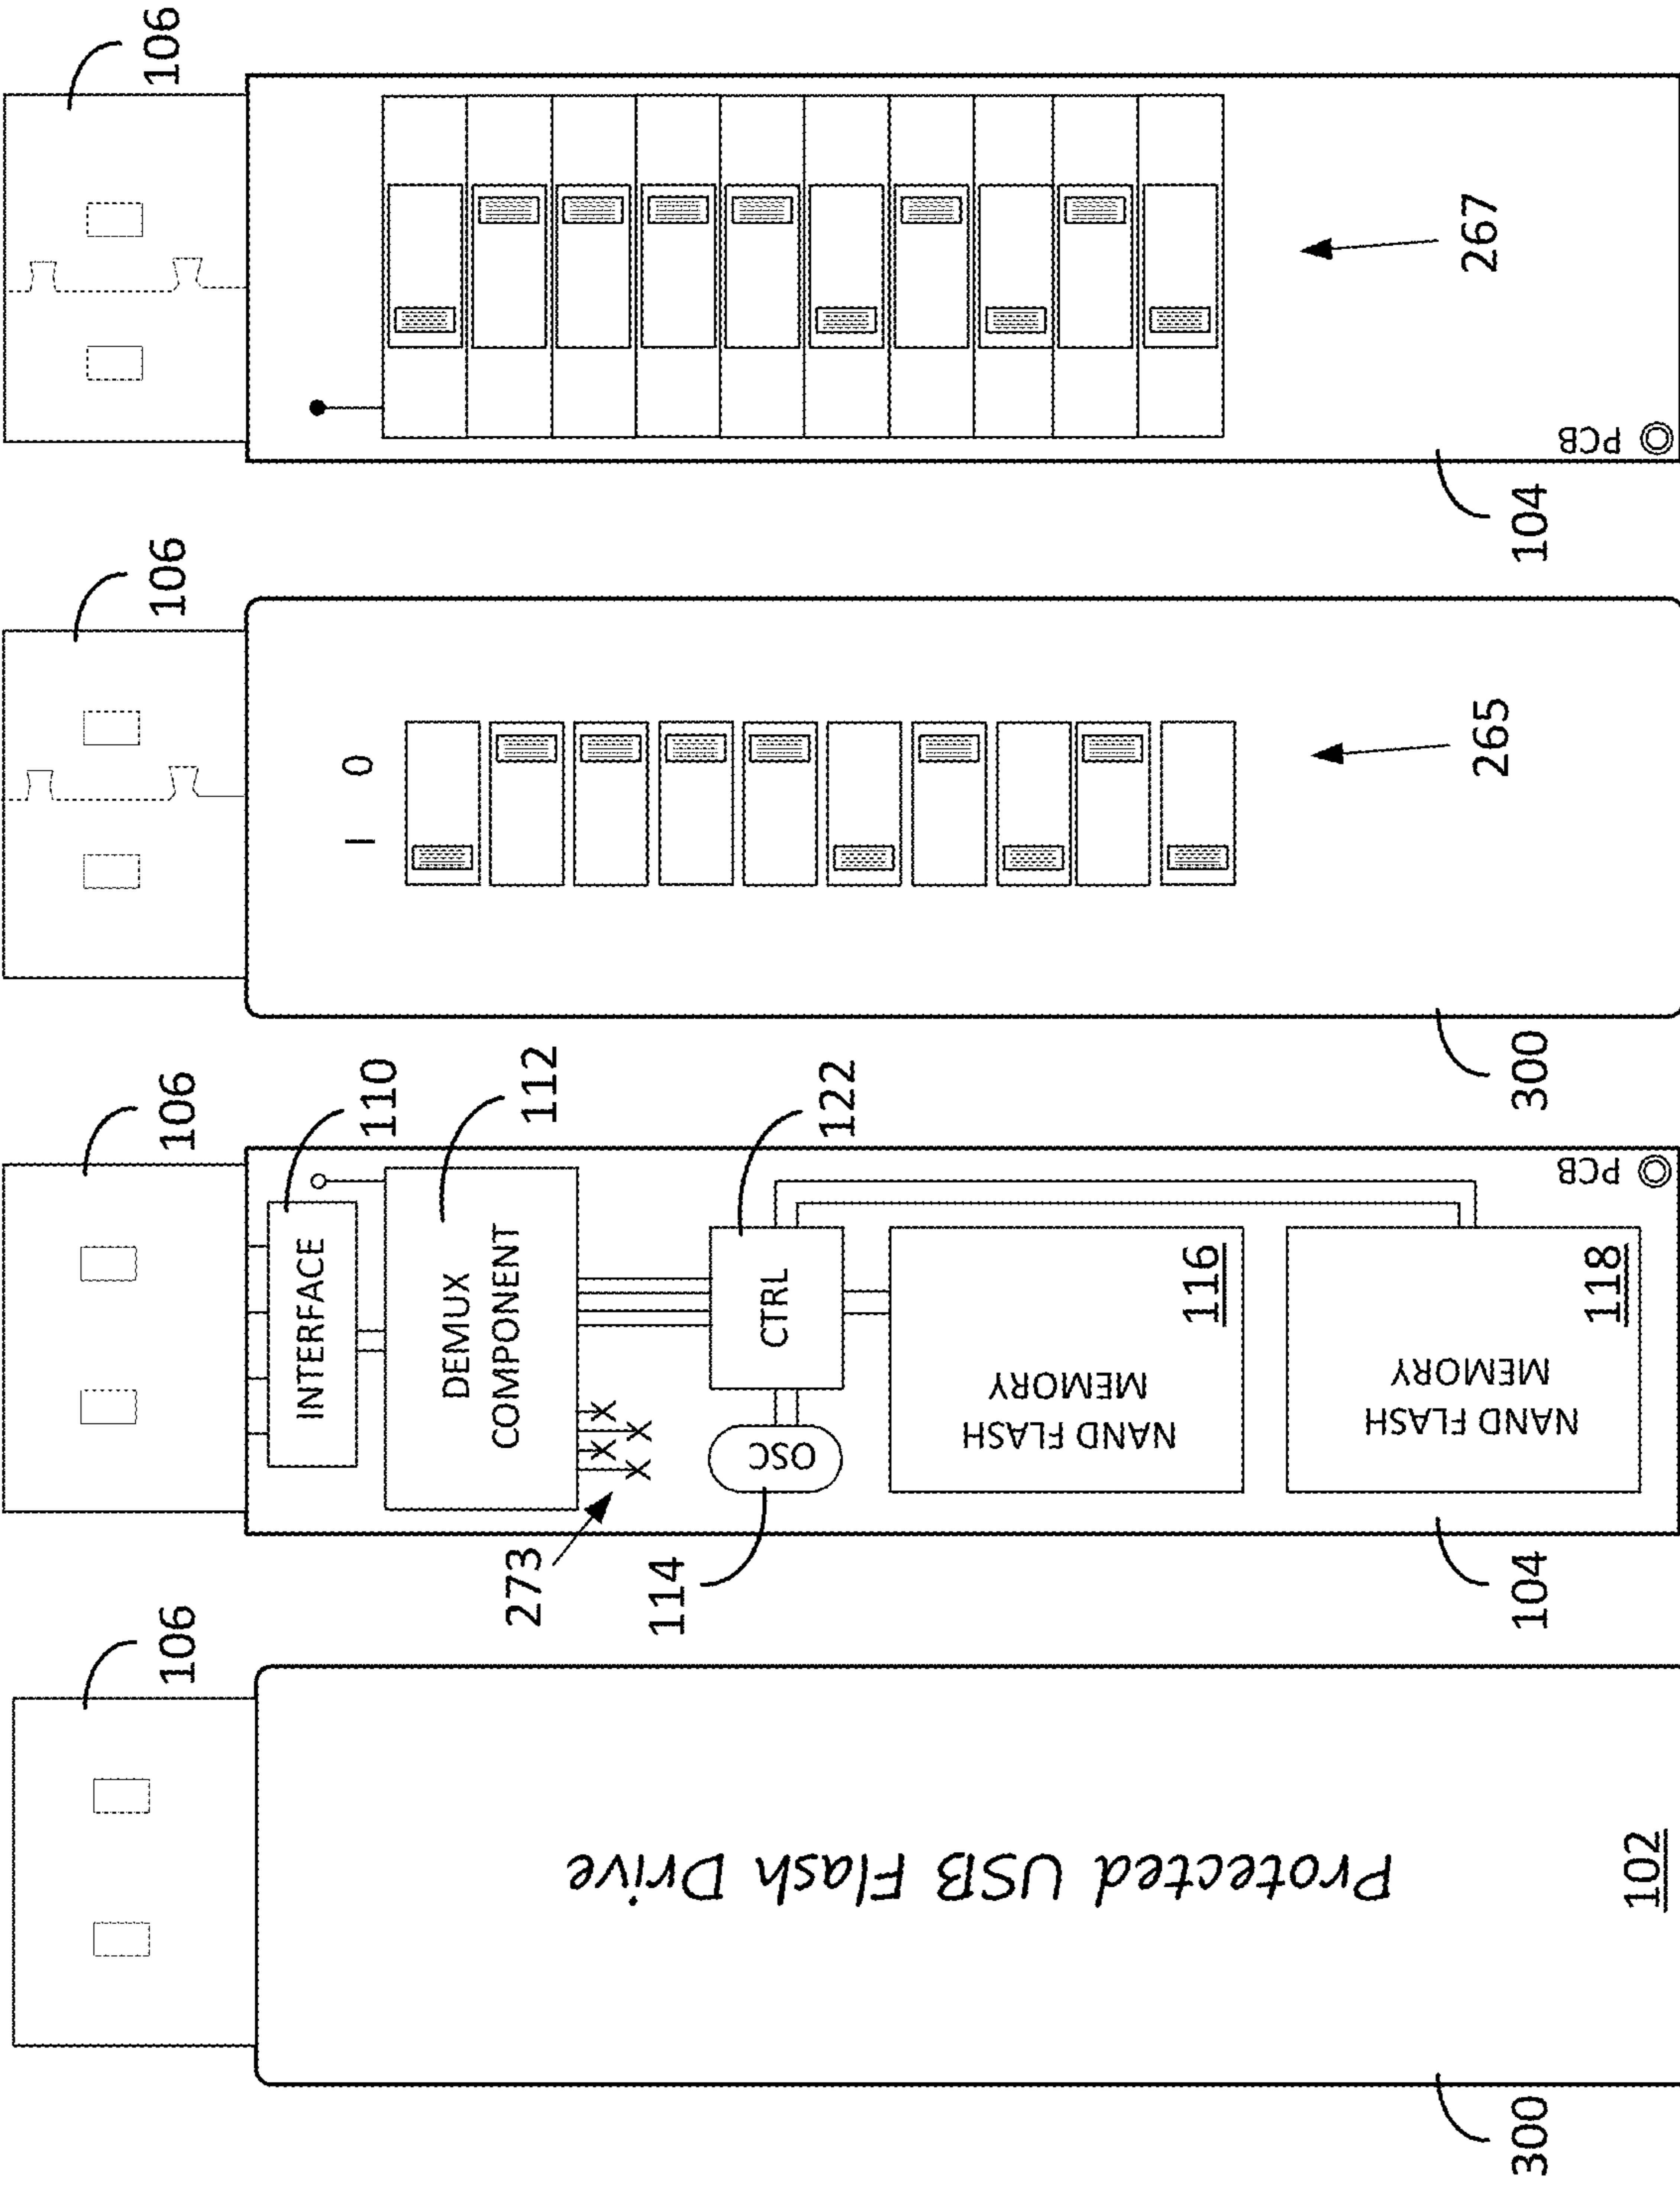 106
Protected USB Flash Drive
102
300
106
110
INTERFACE
112
DEMUX
COMPONENT
273
114
OSC
CTRL
122
NAND FLASH
MEMORY
116
NAND FLASH
MEMORY
118
PCB
104
106
I 0
265
300
106
267
PCB
104